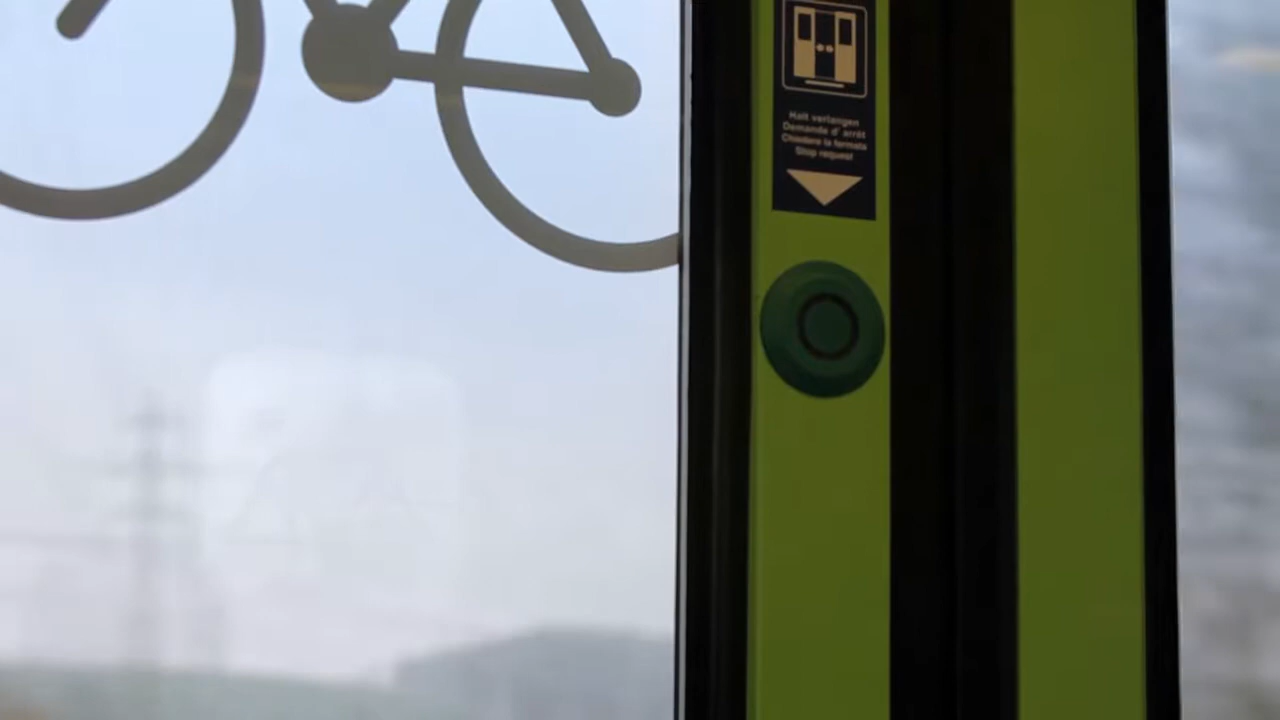 Halt verlangen
Demande d' arrêt
Chiedere la fermata
Stop request